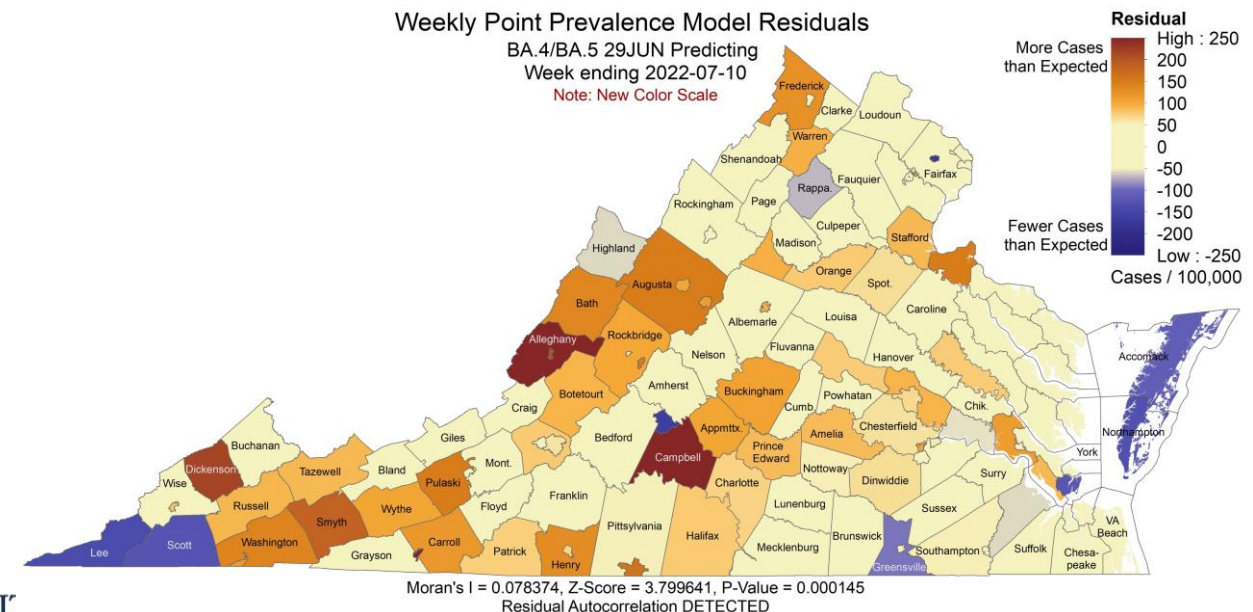 Weekly Point Prevalence Model Residuals
BA.4/BA.5 29JUN Predicting
Week ending 2022-07-10
Note: New Color Scale
Residual
More Cases
than Expected
High : 250
200
150
100
50
0
-50
-100
-150
-200
Low : -250
Fewer Cases
than Expected
Cases / 100,000
Frederick
Clarke
Loudoun
Warren
Shenandoah
Fairfax
Fauquier
Rappa.
Page
Rockingham
Culpeper
Madison
Stafford
Highland
Orange
Spot.
Augusta
Bath
Caroline
Albemarle
Louisa
Rockbridge
Alleghany
Fluvanna
Hanover
Nelson
Accomack
Amherst
Buckingham
Botetourt
Powhatan
Cumb.
Chik.
Craig
Appmttx.
Chesterfield
Amelia
Northampton
Giles
Bedford
Buchanan
Prince
Edward
York
Campbell
Mont.
Dickenson
Tazewell
Bland
Nottoway
Surry
Wise
Charlotte
Dinwiddie
Pulaski
Franklin
Lunenburg
Russell
Wythe
Floyd
Sussex
Smyth
Pittsylvania
Halifax
Brunswick
VA
Beach
Washington
Carroll
Patrick
Henry
Mecklenburg
Southampton
Suffolk
Chesa-
peake
Lee
Scott
Grayson
Greensville
Moran's I = 0.078374, Z-Score = 3.799641, P-Value = 0.000145
Residual Autocorrelation DETECTED